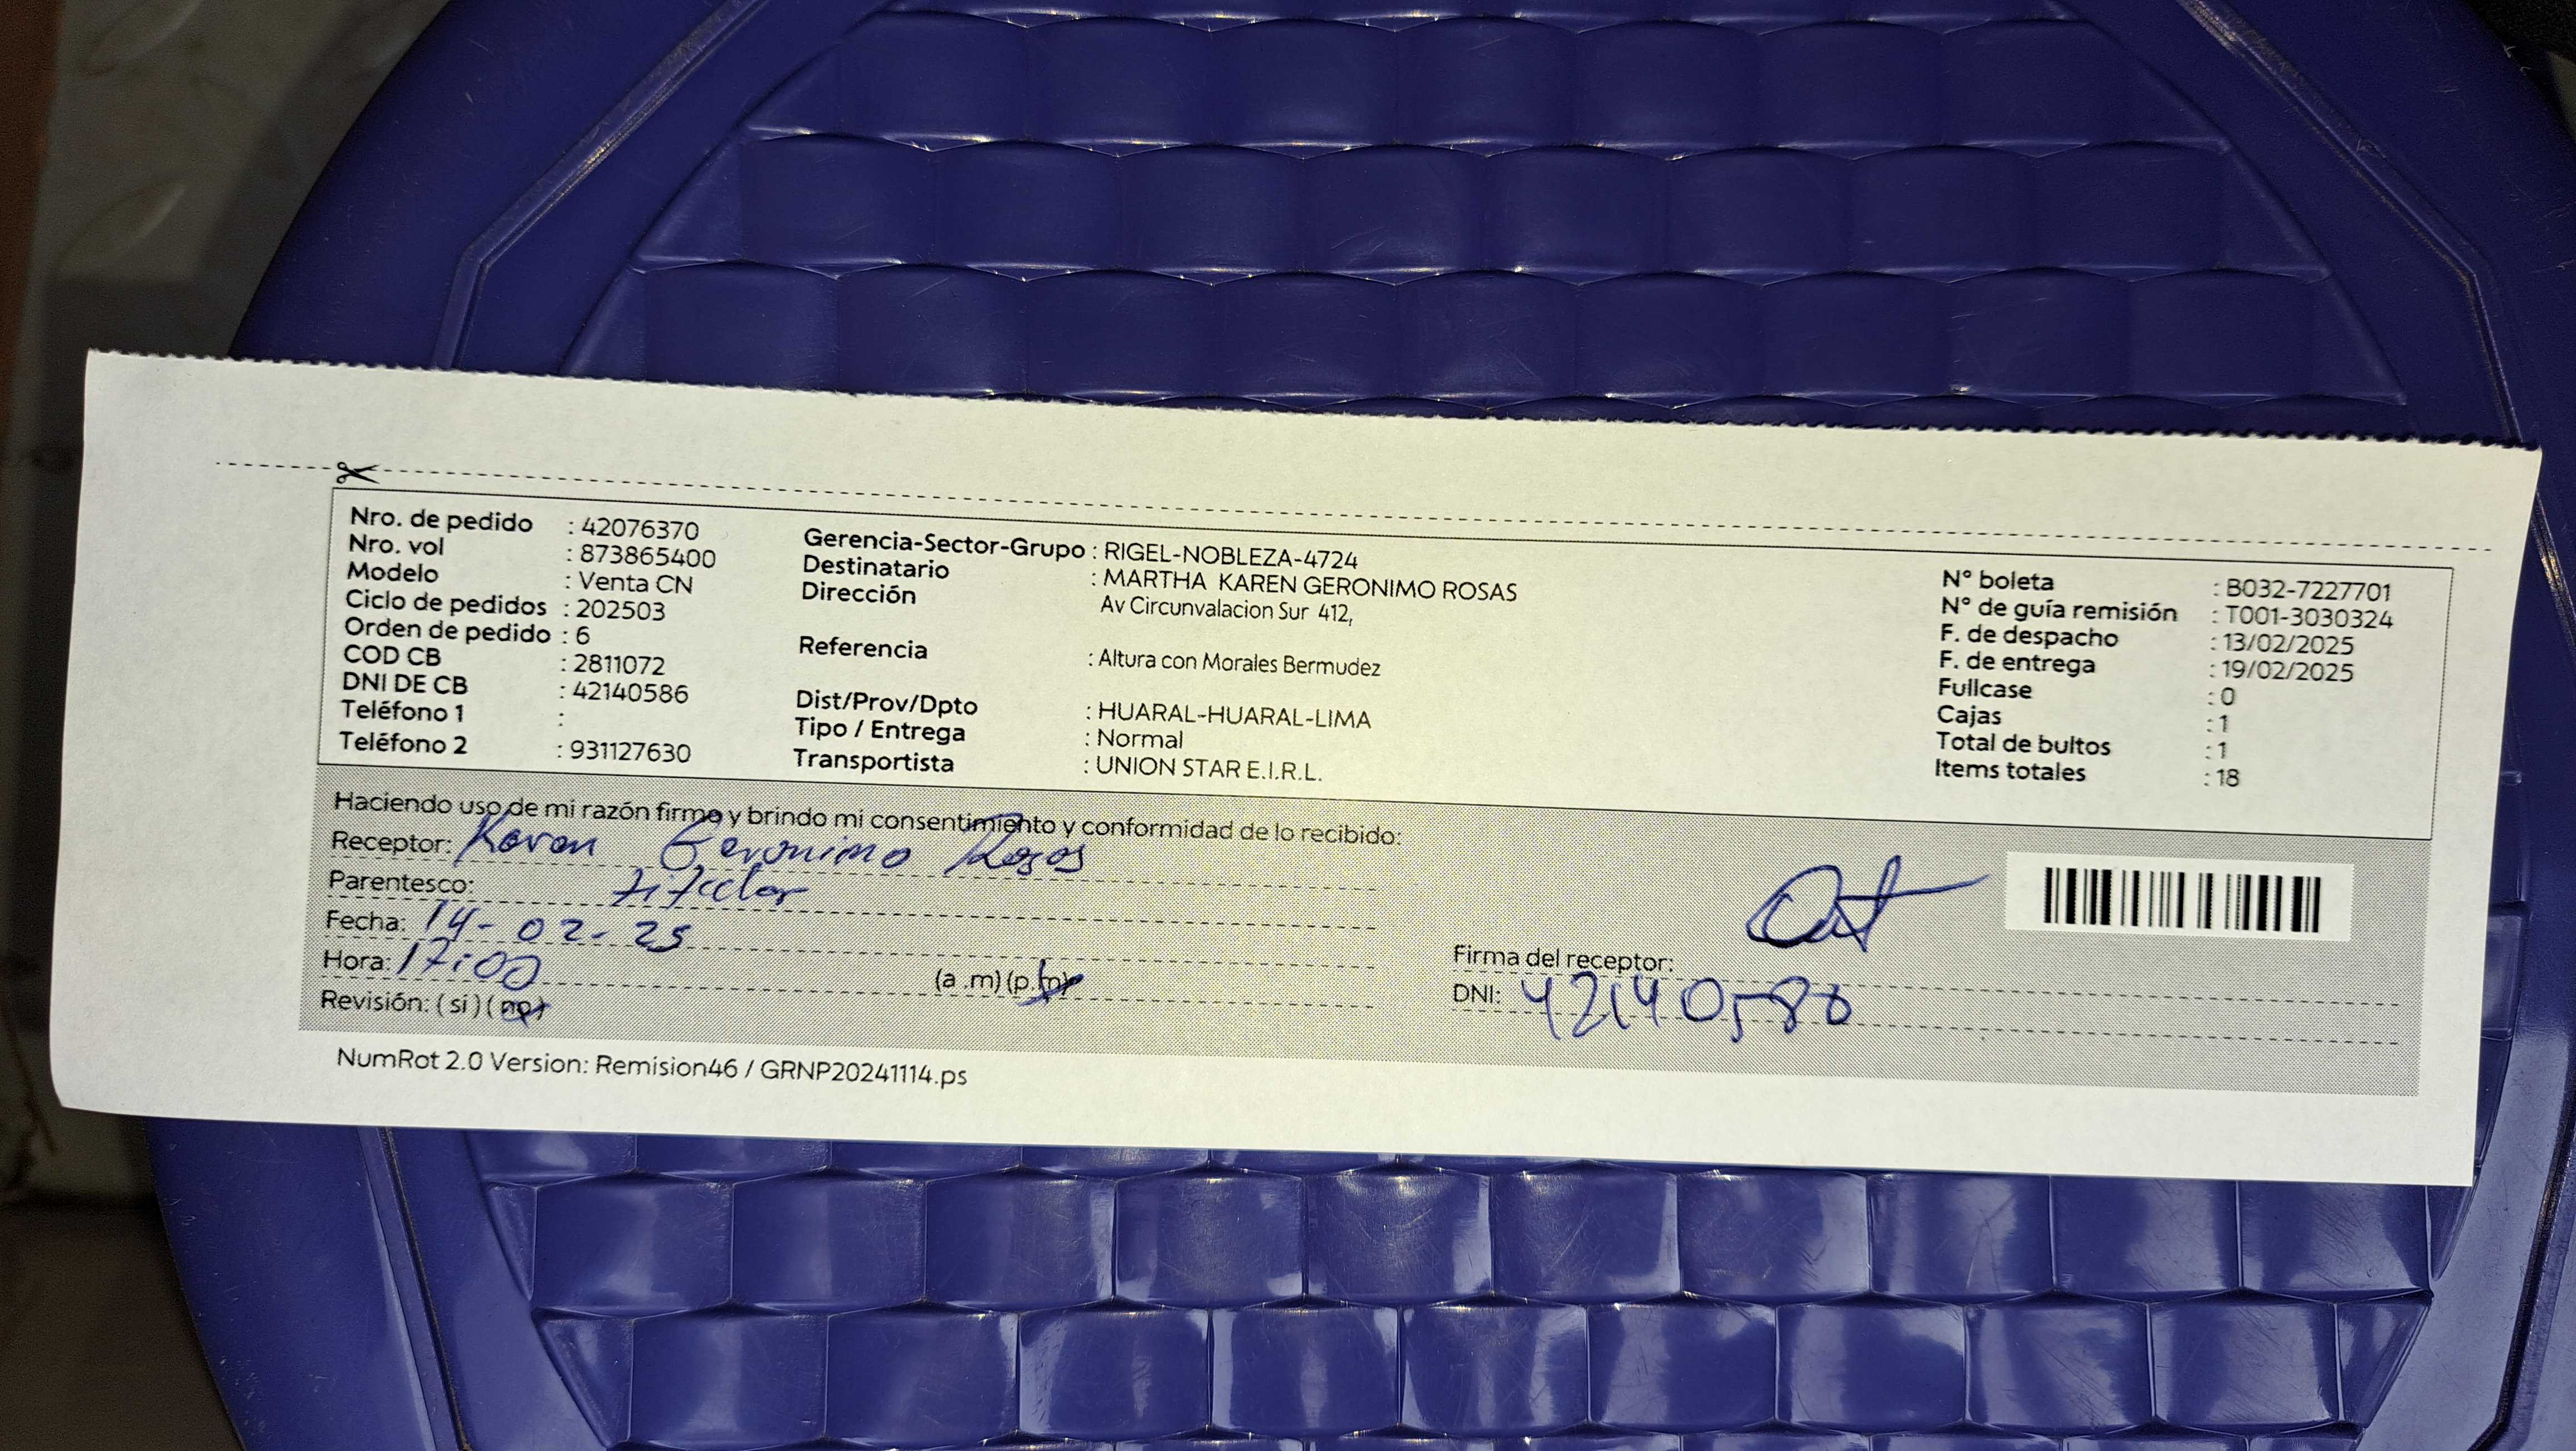 Nro. de pedido : 42076370
Nro. vol : 873865400
Modelo : Venta CN
Ciclo de pedidos : 202503
Orden de pedido : 6
COD CB : 2811072
DNI DE CB : 42140586
Teléfono 1 :
Teléfono 2 : 931127630
Gerencia-Sector-Grupo : RIGEL-NOBLEZA-4724
Destinatario : MARTHA KAREN GERONIMO ROSAS
Dirección Av Circunvalacion Sur 412,
Referencia : Altura con Morales Bermudez
Dist/Prov/Dpto : HUARAL-HUARAL-LIMA
Tipo / Entrega : Normal
Transportista : UNION STAR E.I.R.L.
N° boleta : B032-7227701
N° de guía remisión : T001-3030324
F. de despacho : 13/02/2025
F. de entrega : 19/02/2025
Fullcase : 0
Cajas : 1
Total de bultos : 1
Items totales : 18
Haciendo uso de mi razón firmo y brindo mi consentimiento y conformidad de lo recibido:
Receptor: Karen Geronimo Rosas
Parentesco: titular
Fecha: 14-02-25
Hora: 17:00 (a .m) (p.m)
Revisión: ( si ) ( no )
Firma del receptor:
DNI: 42140586
NumRot 2.0 Version: Remision46 / GRNP20241114.ps